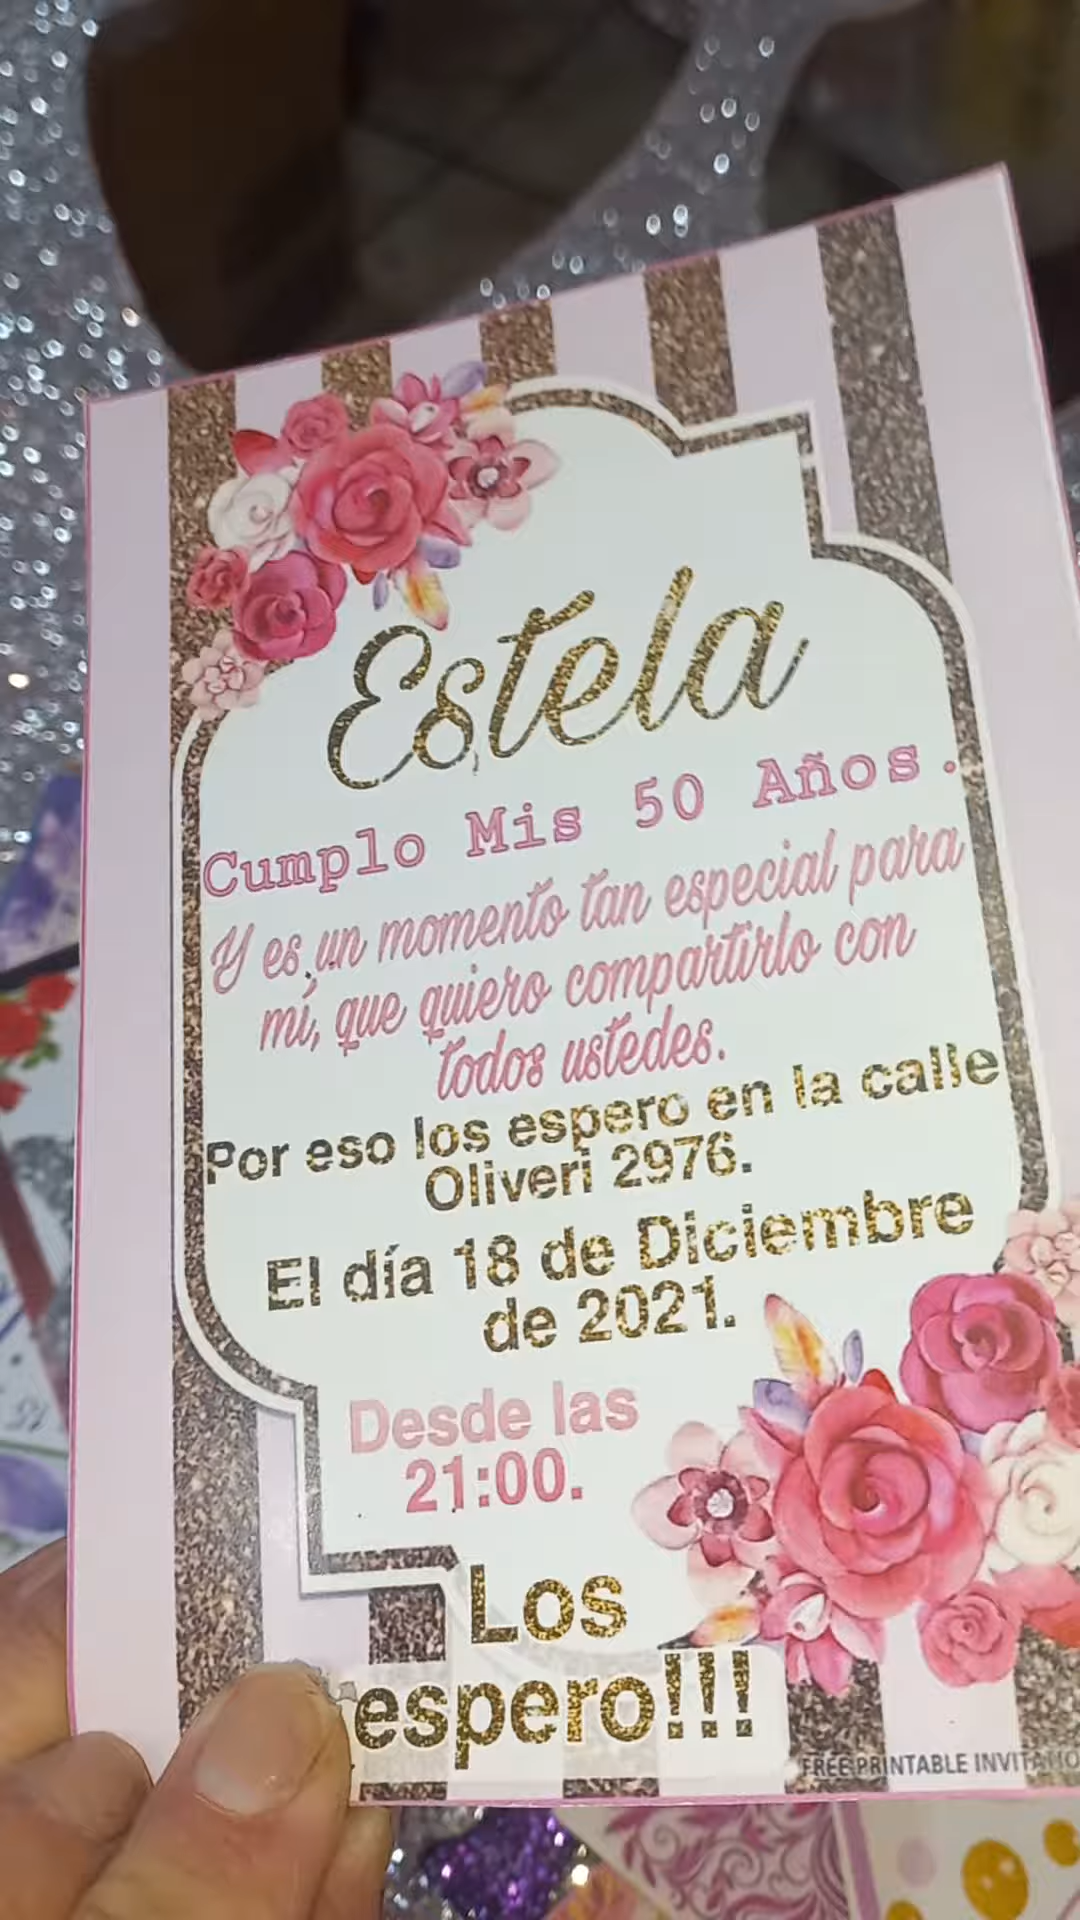 Estela
Cumplo Mis 50 Años.
Y es un momento tan especial para
mí, que quiero compartirlo con
todos ustedes.
Por eso los espero en la calle
Oliveri 2976.
El día 18 de Diciembre
de 2021.
Desde las
21:00.
Los
espero!!!
FREE PRINTABLE